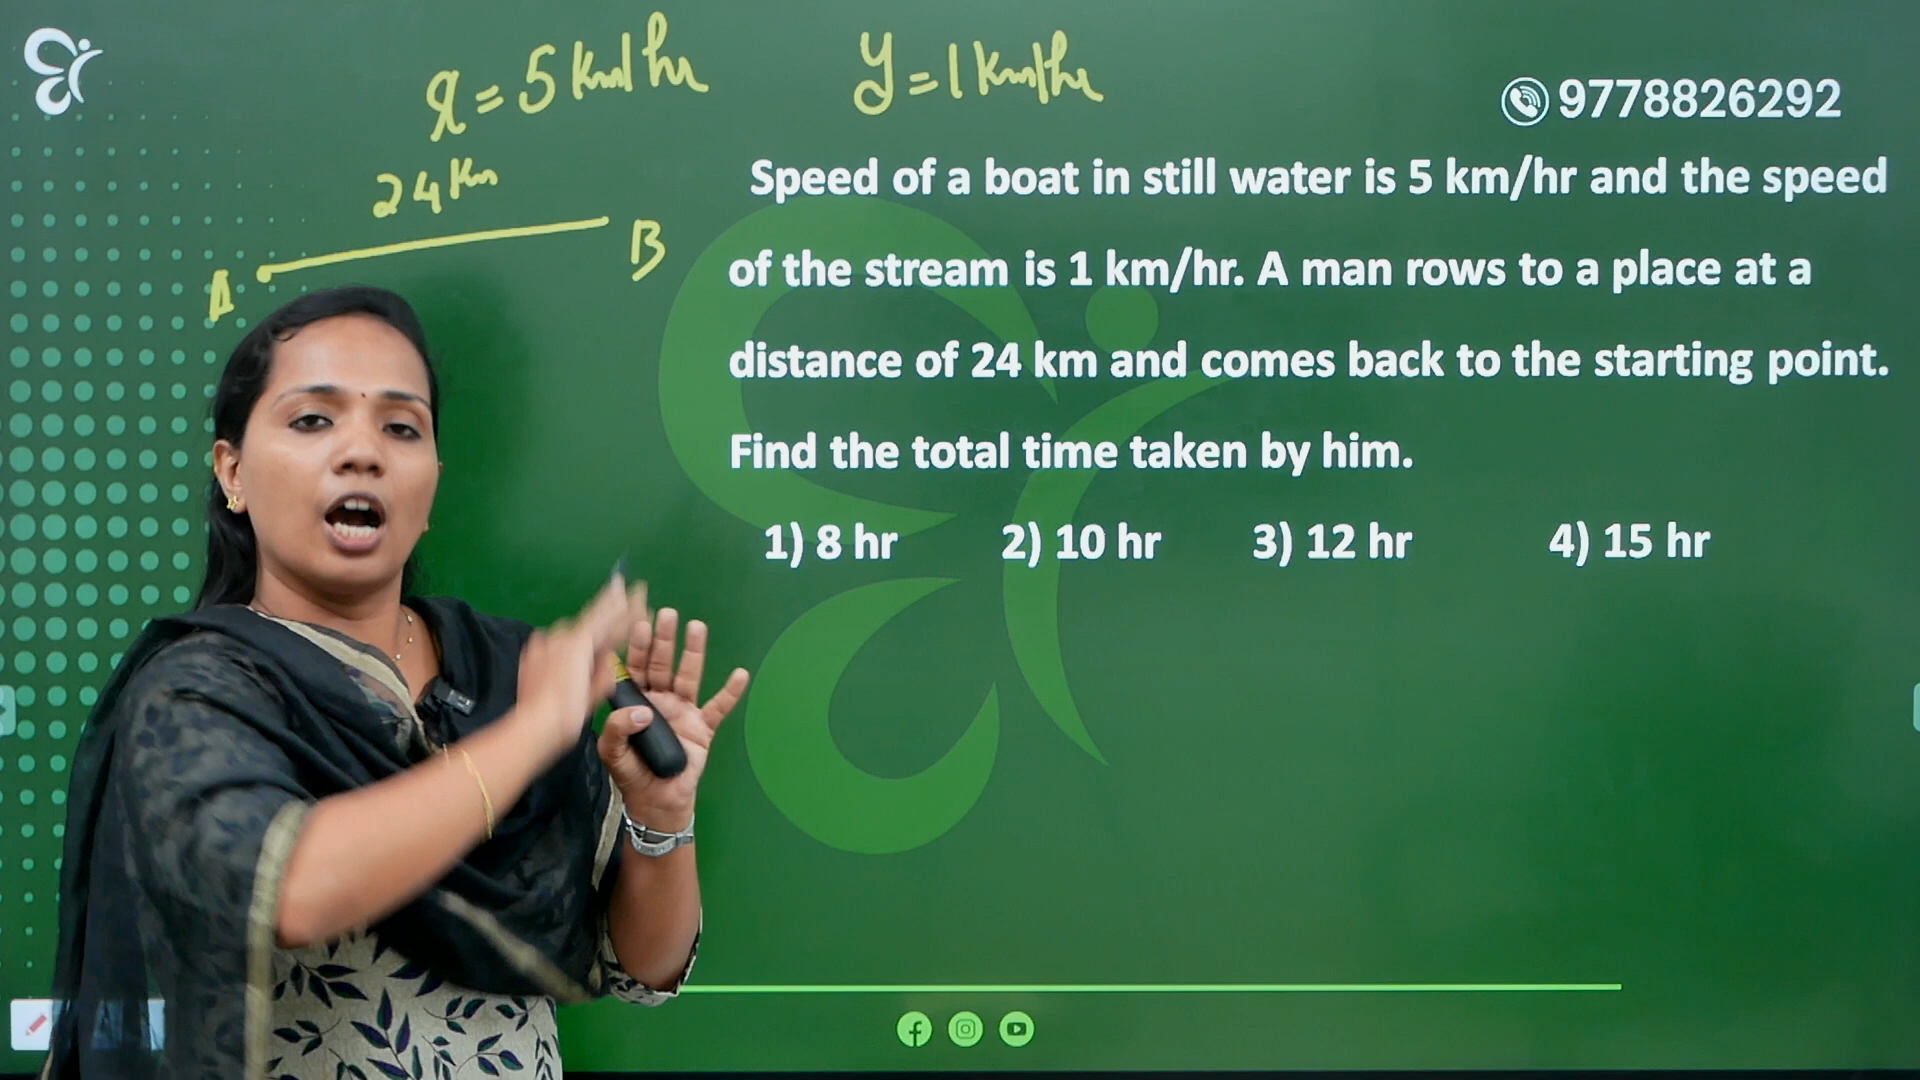 x = 5 km/hr
y = 1 km/hr
9778826292
24 km
A
B
Speed of a boat in still water is 5 km/hr and the speed
of the stream is 1 km/hr. A man rows to a place at a
distance of 24 km and comes back to the starting point.
Find the total time taken by him.
1) 8 hr 2) 10 hr 3) 12 hr 4) 15 hr